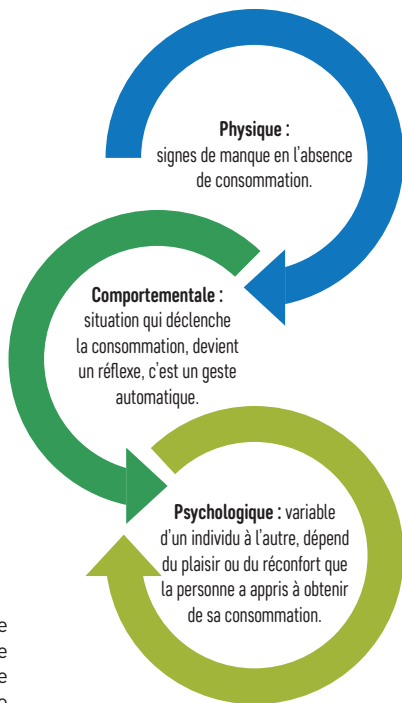 Physique :
signes de manque en l’absence
de consommation.
Comportementale :
situation qui déclenche
la consommation, devient
un réflexe, c’est un geste
automatique.
Psychologique : variable
d’un individu à l’autre, dépend
du plaisir ou du réconfort que
la personne a appris à obtenir
de sa consommation.
e
e
e